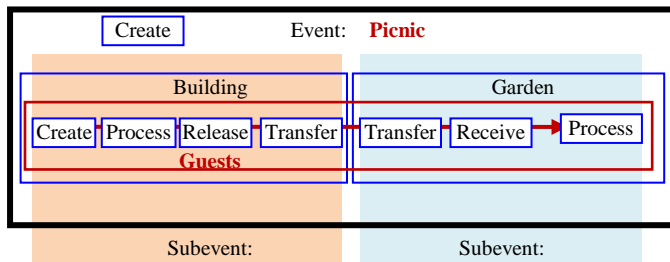 Create Event: Picnic
Building Garden
Create Process Release Transfer Transfer Receive Process
Guests
Subevent: Subevent: